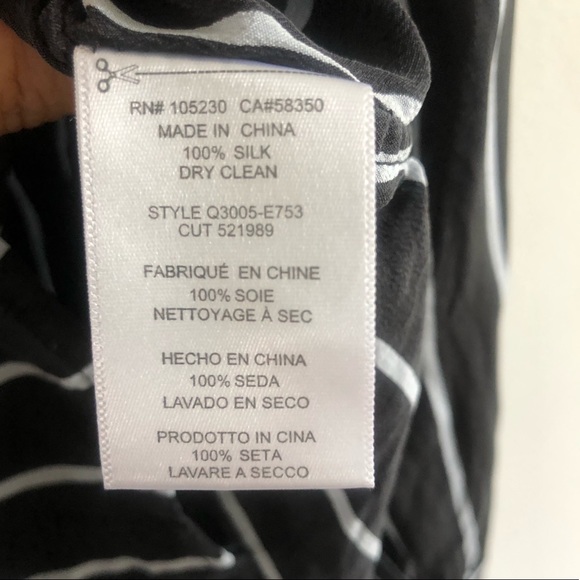 RN# 105230 CA#58350
MADE IN CHINA
100% SILK
DRY CLEAN
STYLE Q3005-E753
CUT 521989
FABRIQUÉ EN CHINE
100% SOIE
NETTOYAGE À SEC
HECHO EN CHINA
100% SEDA
LAVADO EN SECO
PRODOTTO IN CINA
100% SETA
LAVARE A SECCO